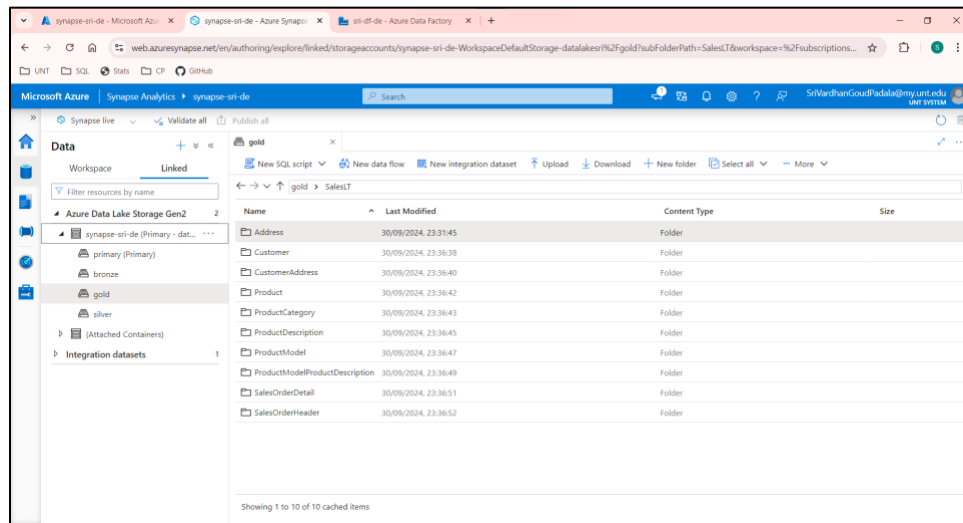 synapse-sri-de - Microsoft Azu
synapse-sri-de - Azure Synapse
sri-df-de - Azure Data Factory
web.azuresynapse.net/en/authoring/explore/linked/storageaccounts/synapse-sri-de-WorkspaceDefaultStorage-datalakesri%2Fgold?subFolderPath=SalesLT&workspace=%2Fsubscriptions...
UNT SQL Stats CP GitHub
Microsoft Azure Synapse Analytics synapse-sri-de Search SriVardhanGoudPadala@my.unt.edu
UNT SYSTEM
Synapse live Validate all Publish all
Data
Workspace Linked
Filter resources by name
Azure Data Lake Storage Gen2 2
synapse-sri-de (Primary - dat...
primary (Primary)
bronze
gold
silver
(Attached Containers)
Integration datasets 1
gold
New SQL script New data flow New integration dataset Upload Download New folder Select all More
gold SalesLT
Name Last Modified Content Type Size
Address 30/09/2024, 23:31:45 Folder
Customer 30/09/2024, 23:36:38 Folder
CustomerAddress 30/09/2024, 23:36:40 Folder
Product 30/09/2024, 23:36:42 Folder
ProductCategory 30/09/2024, 23:36:43 Folder
ProductDescription 30/09/2024, 23:36:45 Folder
ProductModel 30/09/2024, 23:36:47 Folder
ProductModelProductDescription 30/09/2024, 23:36:49 Folder
SalesOrderDetail 30/09/2024, 23:36:51 Folder
SalesOrderHeader 30/09/2024, 23:36:52 Folder
Showing 1 to 10 of 10 cached items